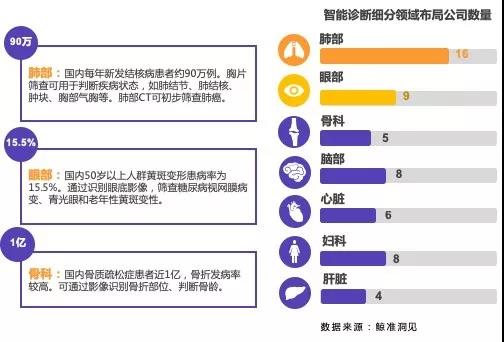 90万
肺部：国内每年新发结核病患者约90万例。胸片
筛查可用于判断疾病状态，如肺结节、肺结核、
肿块、胸部气胸等。肺部CT可初步筛查肺癌。
15.5%
眼部：国内50岁以上人群黄斑变形患病率为
15.5%。通过识别眼底影像，筛查糖尿病视网膜病
变、青光眼和老年性黄斑变性。
1亿
骨科：国内骨质疏松症患者近1亿，骨折发病率
较高。可通过影像识别骨折部位、判断骨龄。
智能诊断细分领域布局公司数量
肺部
16
眼部
9
骨科
5
脑部
8
心脏
6
妇科
8
肝脏
4
数据来源：鲸准洞见